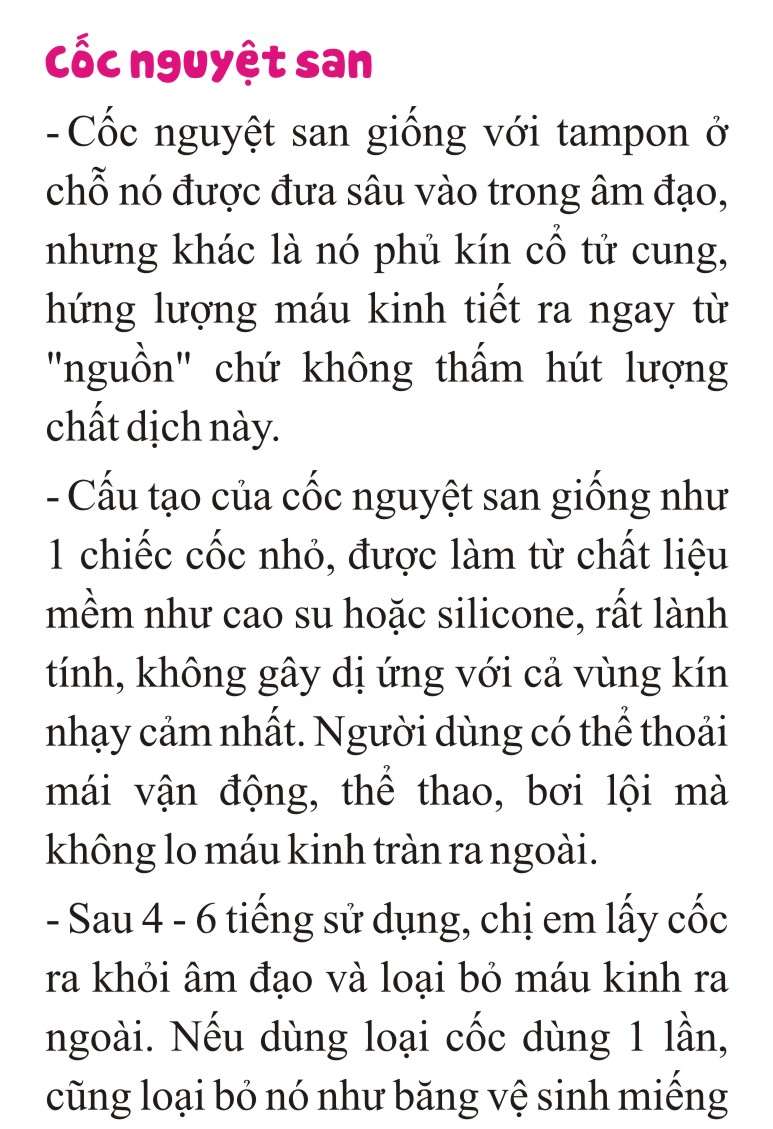 Cốc nguyệt san
- Cốc nguyệt san giống với tampon ở
chỗ nó được đưa sâu vào trong âm đạo,
nhưng khác là nó phủ kín cổ tử cung,
hứng lượng máu kinh tiết ra ngay từ
"nguồn" chứ không thấm hút lượng
chất dịch này.
- Cấu tạo của cốc nguyệt san giống như
1 chiếc cốc nhỏ, được làm từ chất liệu
mềm như cao su hoặc silicone, rất lành
tính, không gây dị ứng với cả vùng kín
nhạy cảm nhất. Người dùng có thể thoải
mái vận động, thể thao, bơi lội mà
không lo máu kinh tràn ra ngoài.
- Sau 4 - 6 tiếng sử dụng, chị em lấy cốc
ra khỏi âm đạo và loại bỏ máu kinh ra
ngoài. Nếu dùng loại cốc dùng 1 lần,
cũng loại bỏ nó như băng vệ sinh miếng